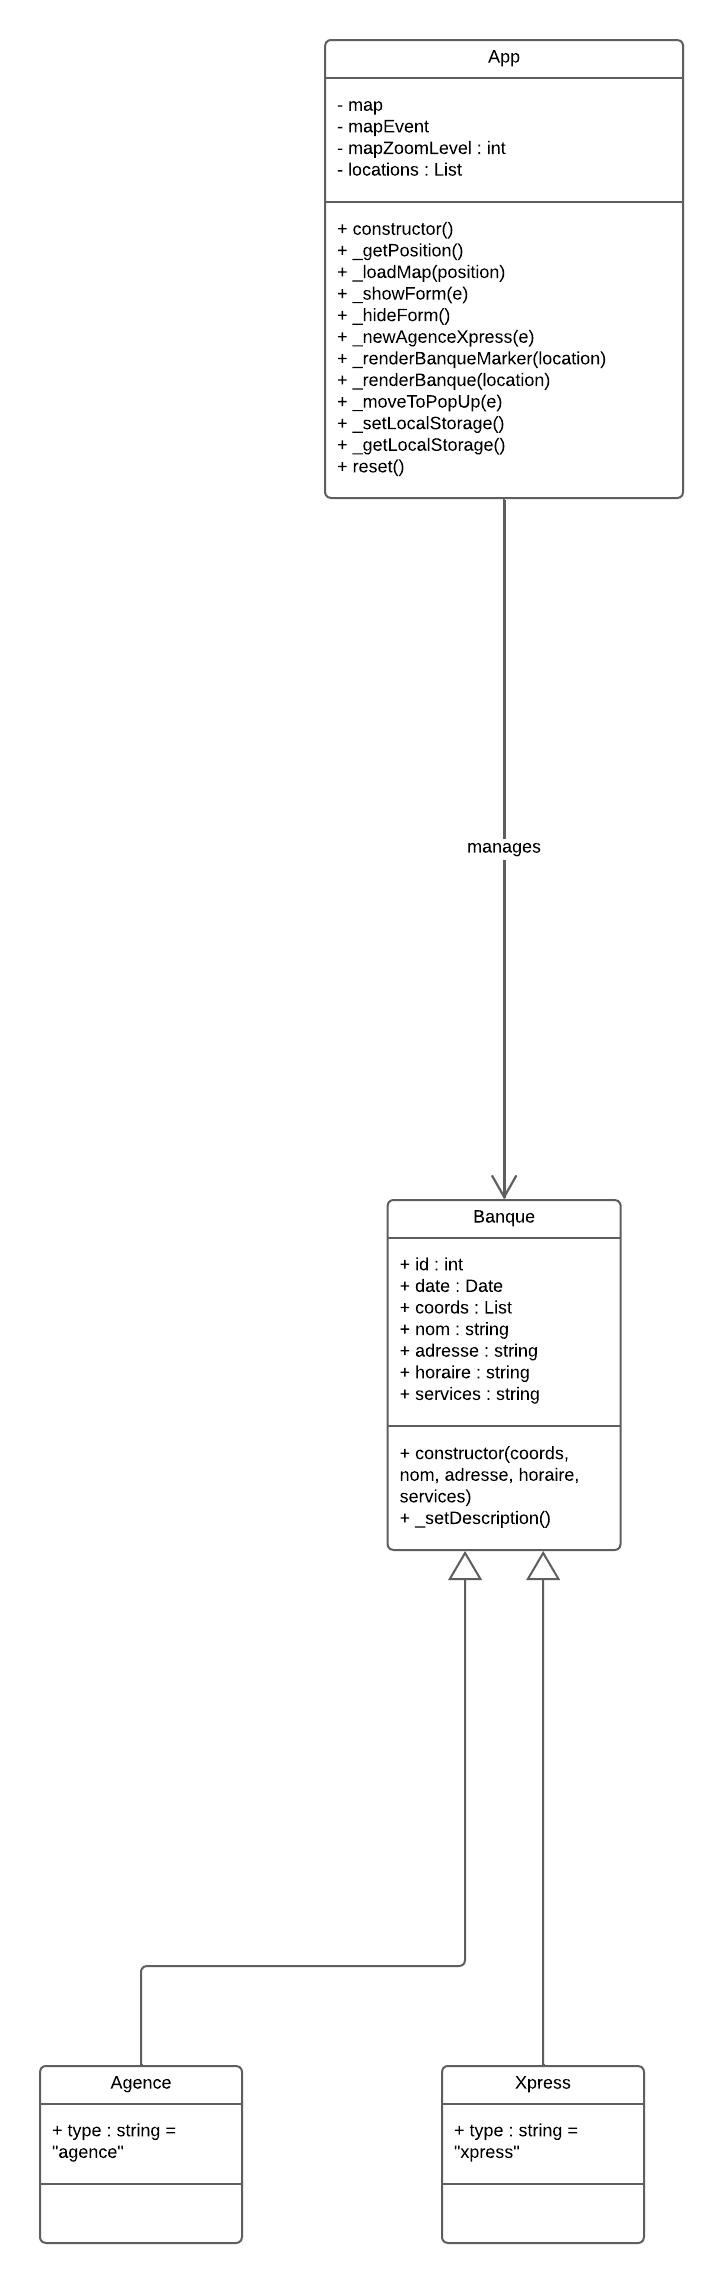 App
- map
- mapEvent
- mapZoomLevel : int
- locations : List
+ constructor()
+ _getPosition()
+ _loadMap(position)
+ _showForm(e)
+ _hideForm()
+ _newAgenceXpress(e)
+ _renderBanqueMarker(location)
+ _renderBanque(location)
+ _moveToPopUp(e)
+ _setLocalStorage()
+ _getLocalStorage()
+ reset()
manages
Banque
+ id : int
+ date : Date
+ coords : List
+ nom : string
+ adresse : string
+ horaire : string
+ services : string
+ constructor(coords,
nom, adresse, horaire,
services)
+ _setDescription()
Agence
+ type : string =
"agence"
Xpress
+ type : string =
"xpress"